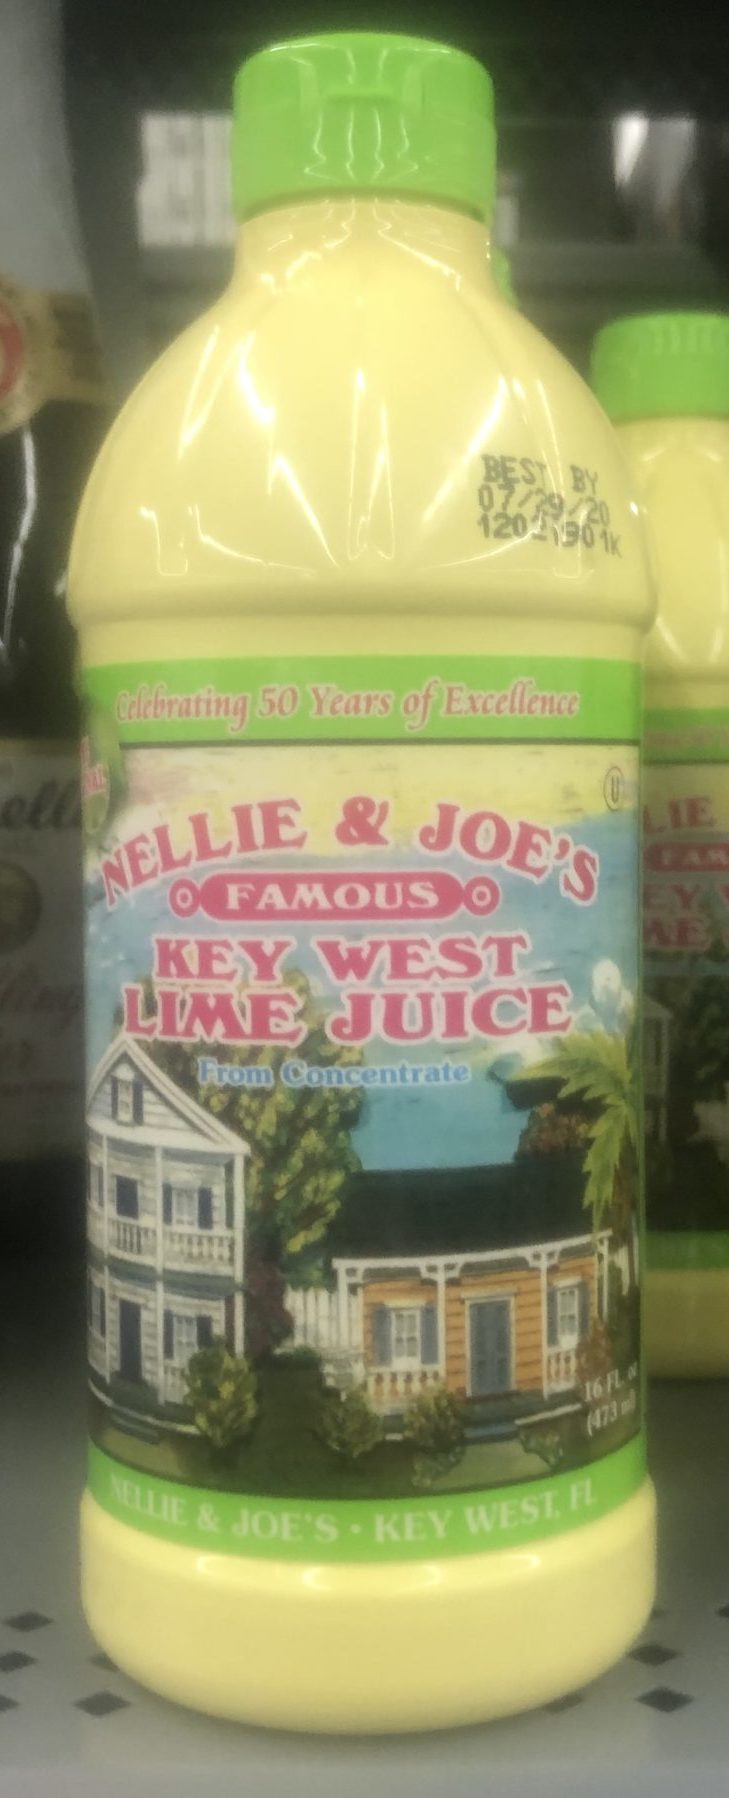 BEST BY
07/29/20
Celebrating 50 Years of Excellence
U
NELLIE & JOE'S
FAMOUS
KEY WEST
LIME JUICE
From Concentrate
16 FL. oz
(473 ml)
NELLIE & JOE'S • KEY WEST, FL